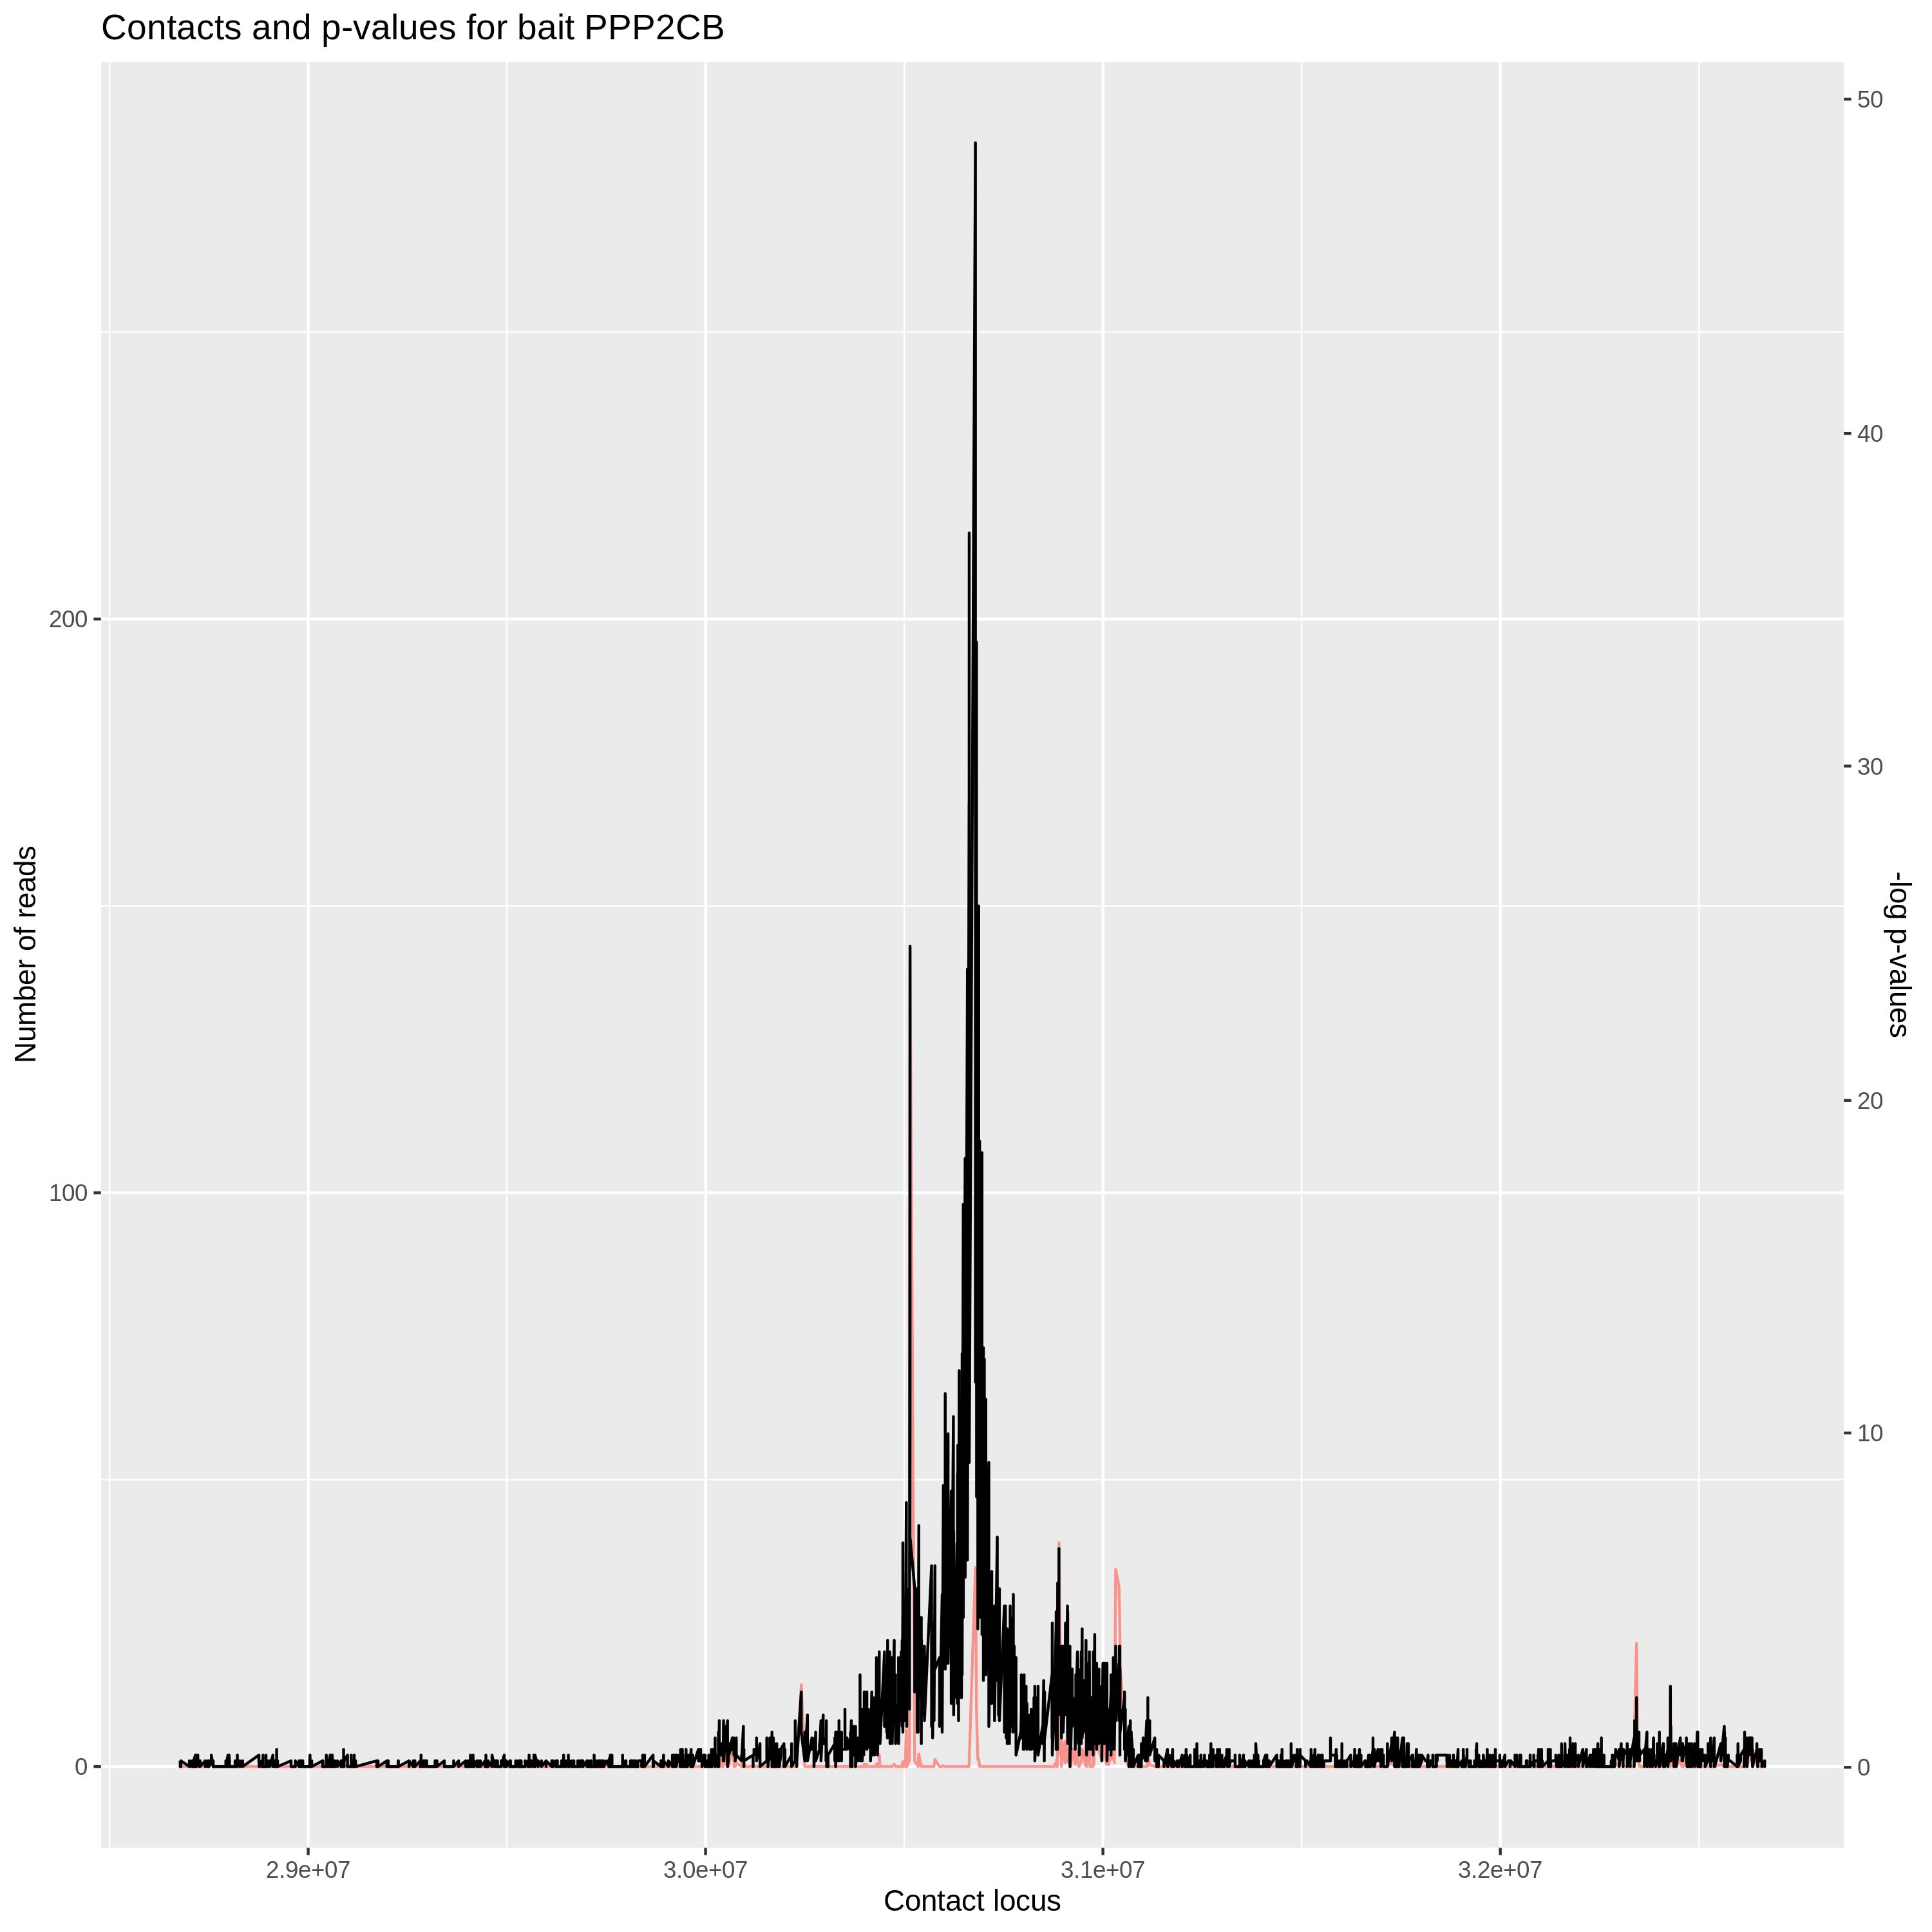 Contacts and p-values for bait PPP2CB
Number of reads
200
100
0
50
40
30
20
10
0
-log p-values
2.9e+07 3.0e+07 3.1e+07 3.2e+07
Contact locus